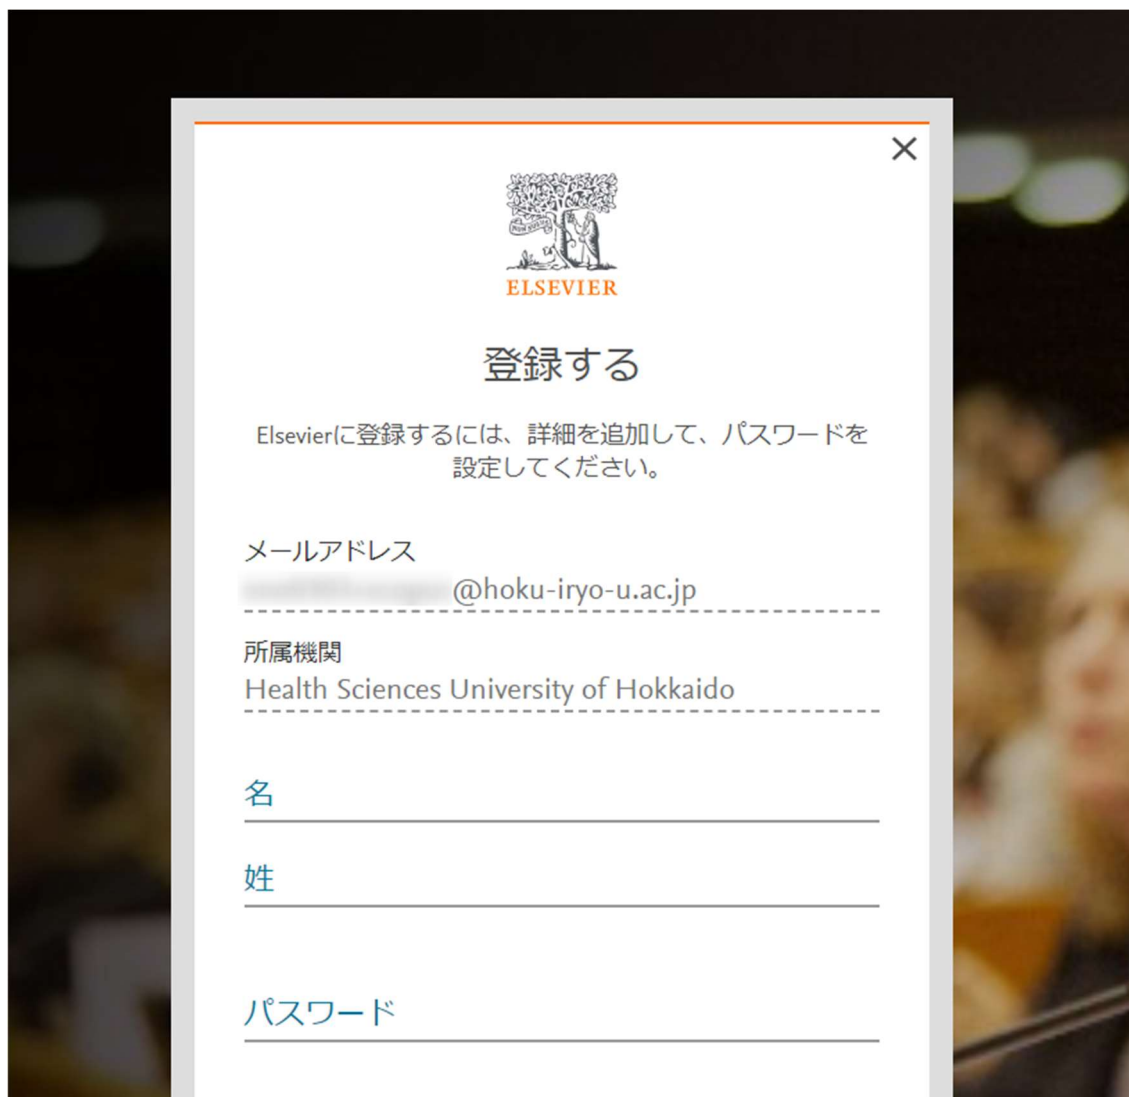 ELSEVIER
登録する
Elsevierに登録するには、詳細を追加して、パスワードを
設定してください。
メールアドレス
@hoku-iryo-u.ac.jp
所属機関
Health Sciences University of Hokkaido
名
姓
パスワード